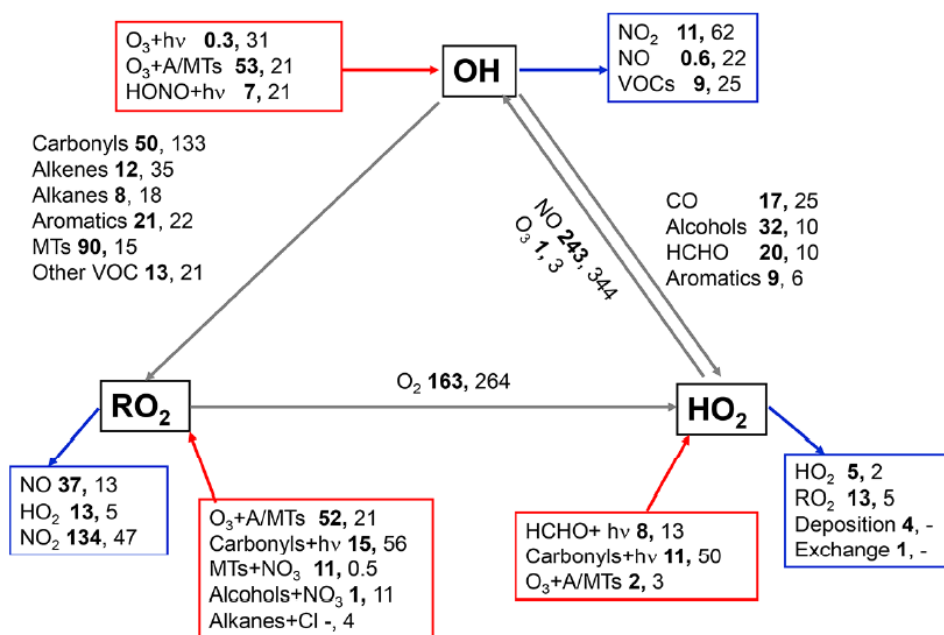 O₃+hν 0.3, 31
O₃+A/MTs 53, 21
HONO+hν 7, 21
OH
NO₂ 11, 62
NO 0.6, 22
VOCs 9, 25
Carbonyls 50, 133
Alkenes 12, 35
Alkanes 8, 18
Aromatics 21, 22
MTs 90, 15
Other VOC 13, 21
NO 243, 344
O₃ 1, 3
CO 17, 25
Alcohols 32, 10
HCHO 20, 10
Aromatics 9, 6
O₂ 163, 264
RO₂
HO₂
NO 37, 13
HO₂ 13, 5
NO₂ 134, 47
O₃+A/MTs 52, 21
Carbonyls+hν 15, 56
MTs+NO₃ 11, 0.5
Alcohols+NO₃ 1, 11
Alkanes+Cl -, 4
HCHO+ hν 8, 13
Carbonyls+hν 11, 50
O₃+A/MTs 2, 3
HO₂ 5, 2
RO₂ 13, 5
Deposition 4, -
Exchange 1, -